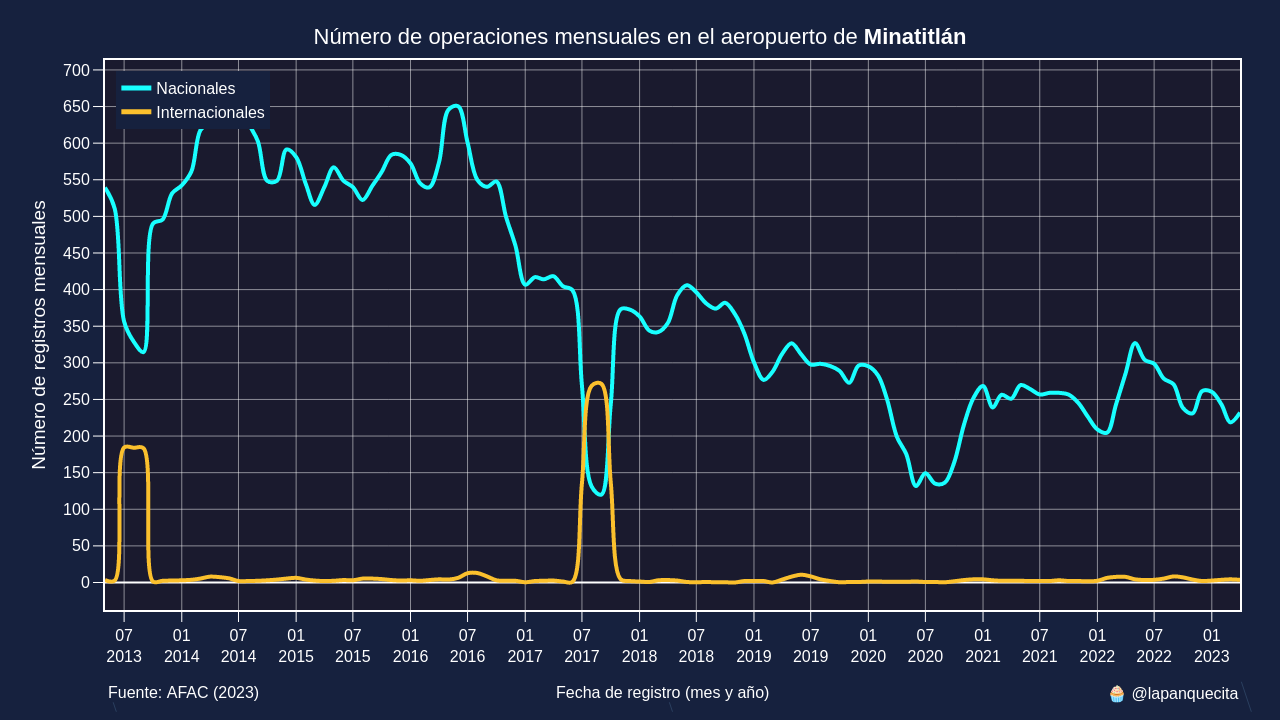 Número de operaciones mensuales en el aeropuerto de Minatitlán
Nacionales
Internacionales
Número de registros mensuales
700
650
600
550
500
450
400
350
300
250
200
150
100
50
0
07 01 07 01 07 01 07 01 07 01 07 01 07 01 07 01 07 01 07 01
2013 2014 2014 2015 2015 2016 2016 2017 2017 2018 2018 2019 2019 2020 2020 2021 2021 2022 2022 2023
Fuente: AFAC (2023)
Fecha de registro (mes y año)
🧁 @lapanquecita